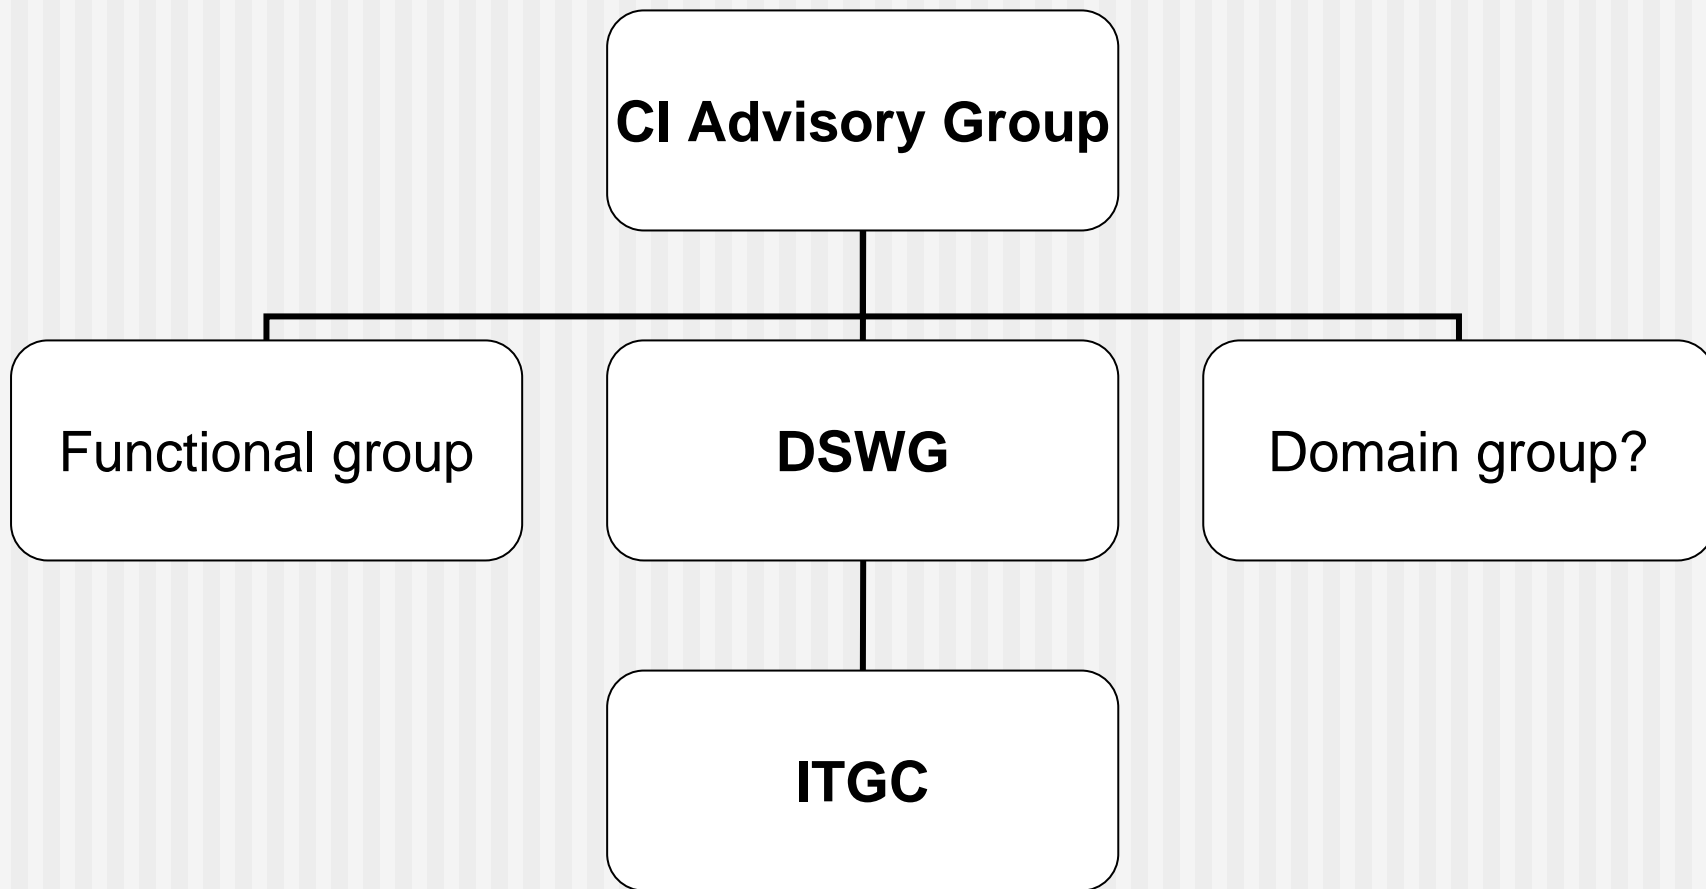 CI Advisory Group
Functional group
DSWG
Domain group?
ITGC